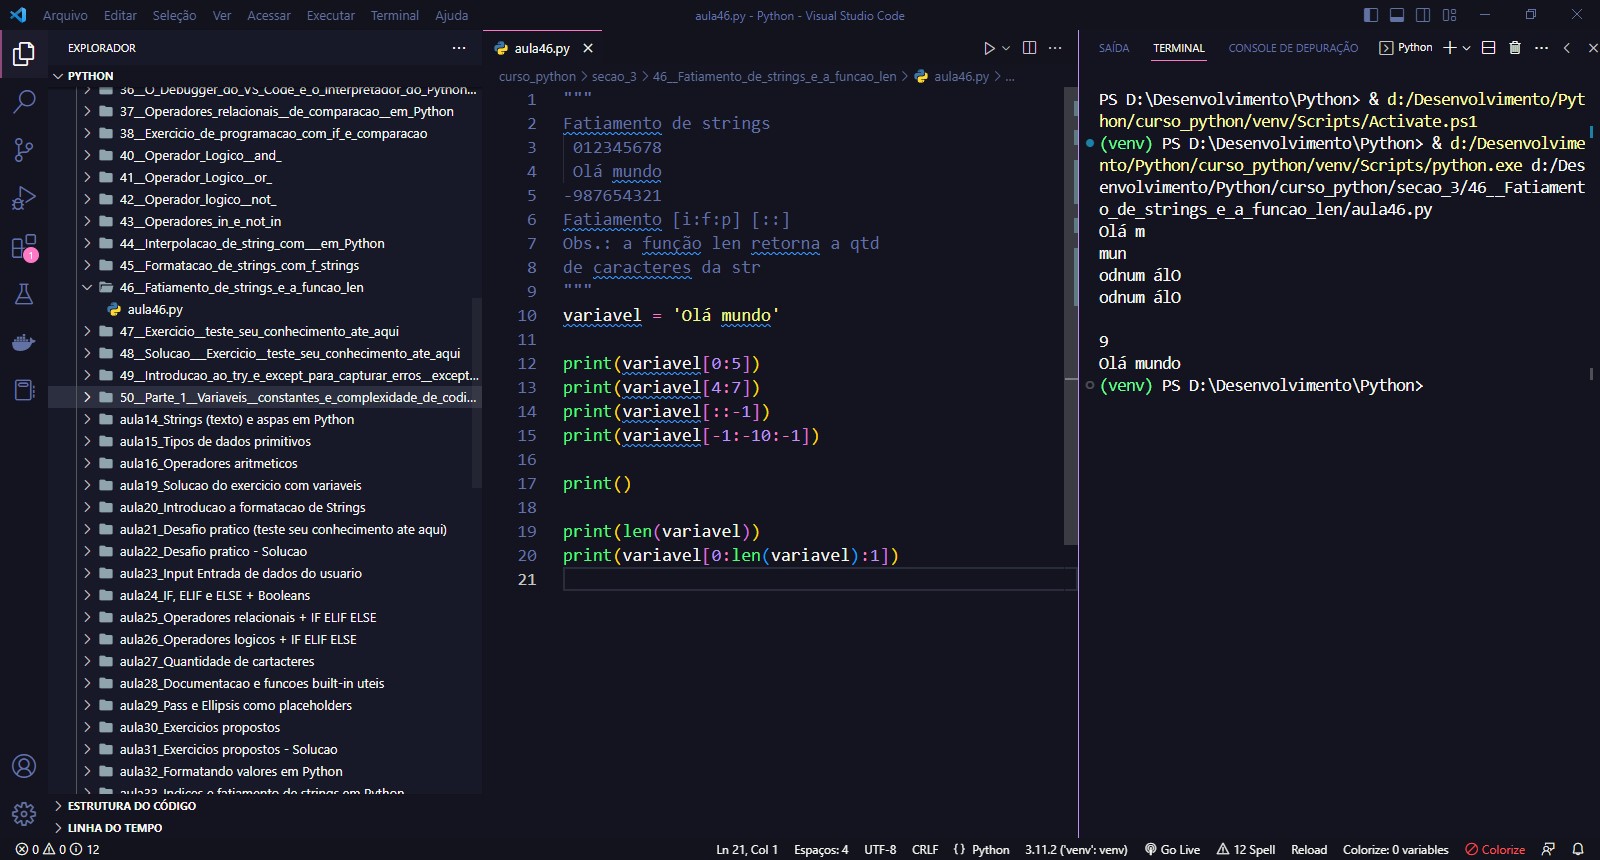 Arquivo Editar Seleção Ver Acessar Executar Terminal Ajuda
aula46.py - Python - Visual Studio Code
EXPLORADOR
PYTHON
36__O_Debugger_do_VS_Code_e_o_Interpretador_do_Python...
37__Operadores_relacionais__de_comparacao__em_Python
38__Exercicio_de_programacao_com_if_e_comparacao
40__Operador_Logico__and_
41__Operador_Logico__or_
42__Operador_logico__not_
43__Operadores_in_e_not_in
44__Interpolacao_de_string_com___em_Python
45__Formatacao_de_strings_com_f_strings
46__Fatiamento_de_strings_e_a_funcao_len
aula46.py
47__Exercicio__teste_seu_conhecimento_ate_aqui
48__Solucao___Exercicio__teste_seu_conhecimento_ate_aqui
49__Introducao_ao_try_e_except_para_capturar_erros__except...
50__Parte_1__Variaveis__constantes_e_complexidade_de_codi...
aula14_Strings (texto) e aspas em Python
aula15_Tipos de dados primitivos
aula16_Operadores aritmeticos
aula19_Solucao do exercicio com variaveis
aula20_Introducao a formatacao de Strings
aula21_Desafio pratico (teste seu conhecimento ate aqui)
aula22_Desafio pratico - Solucao
aula23_Input Entrada de dados do usuario
aula24_IF, ELIF e ELSE + Booleans
aula25_Operadores relacionais + IF ELIF ELSE
aula26_Operadores logicos + IF ELIF ELSE
aula27_Quantidade de cartacteres
aula28_Documentacao e funcoes built-in uteis
aula29_Pass e Ellipsis como placeholders
aula30_Exercicios propostos
aula31_Exercicios propostos - Solucao
aula32_Formatando valores em Python
aula33_Indices e fatiamento de strings em Python
ESTRUTURA DO CÓDIGO
LINHA DO TEMPO
aula46.py
curso_python > secao_3 > 46__Fatiamento_de_strings_e_a_funcao_len > aula46.py > ...
1 """
2 Fatiamento de strings
3  012345678
4  Olá mundo
5 -987654321
6 Fatiamento [i:f:p] [::]
7 Obs.: a função len retorna a qtd
8 de caracteres da str
9 """
10 variavel = 'Olá mundo'
11
12 print(variavel[0:5])
13 print(variavel[4:7])
14 print(variavel[::-1])
15 print(variavel[-1:-10:-1])
16
17 print()
18
19 print(len(variavel))
20 print(variavel[0:len(variavel):1])
21
SAÍDA TERMINAL CONSOLE DE DEPURAÇÃO Python
PS D:\Desenvolvimento\Python> & d:/Desenvolvimento/Pyt
hon/curso_python/venv/Scripts/Activate.ps1
(venv) PS D:\Desenvolvimento\Python> & d:/Desenvolvime
nto/Python/curso_python/venv/Scripts/python.exe d:/Des
envolvimento/Python/curso_python/secao_3/46__Fatiament
o_de_strings_e_a_funcao_len/aula46.py
Olá m
mun
odnum álO
odnum álO
9
Olá mundo
(venv) PS D:\Desenvolvimento\Python>
1
0 0 12 Ln 21, Col 1 Espaços: 4 UTF-8 CRLF Python 3.11.2 ('venv': venv) Go Live 12 Spell Reload Colorize: 0 variables Colorize